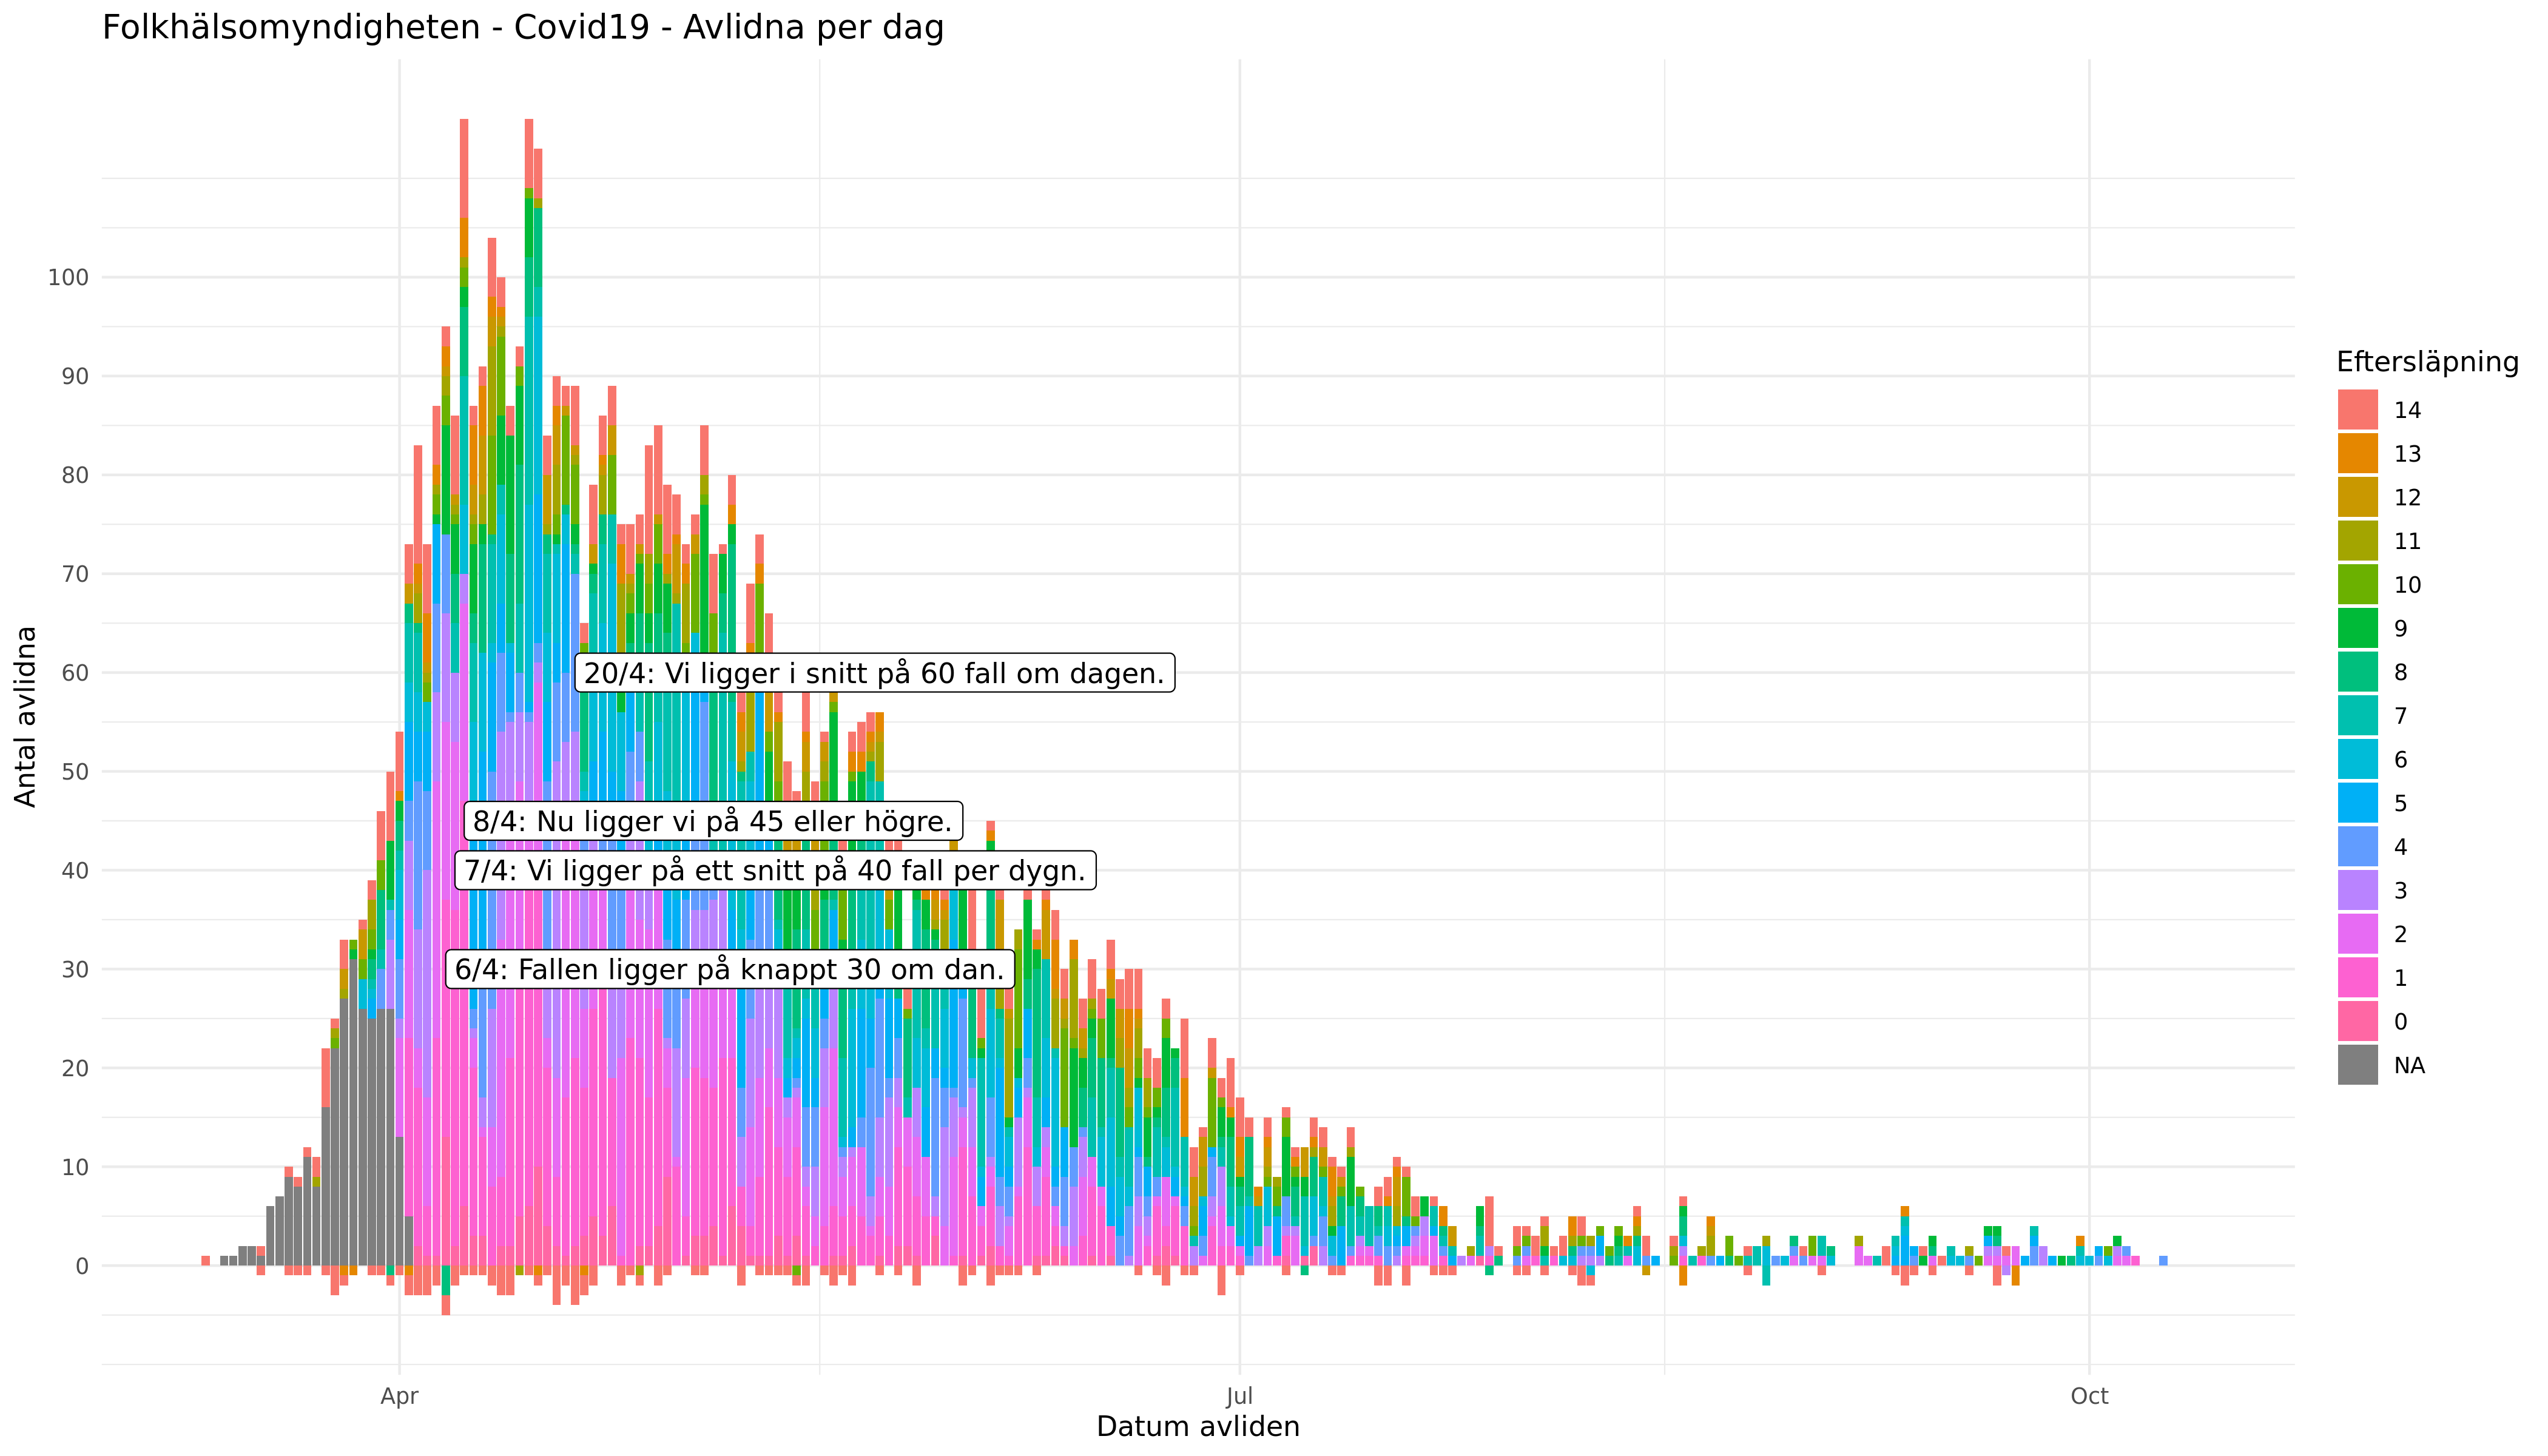 Folkhälsomyndigheten - Covid19 - Avlidna per dag
Antal avlidna
100
90
80
70
60
50
40
30
20
10
0
20/4: Vi ligger i snitt på 60 fall om dagen.
8/4: Nu ligger vi på 45 eller högre.
7/4: Vi ligger på ett snitt på 40 fall per dygn.
6/4: Fallen ligger på knappt 30 om dan.
Apr
Jul
Oct
Datum avliden
Eftersläpning
14
13
12
11
10
9
8
7
6
5
4
3
2
1
0
NA